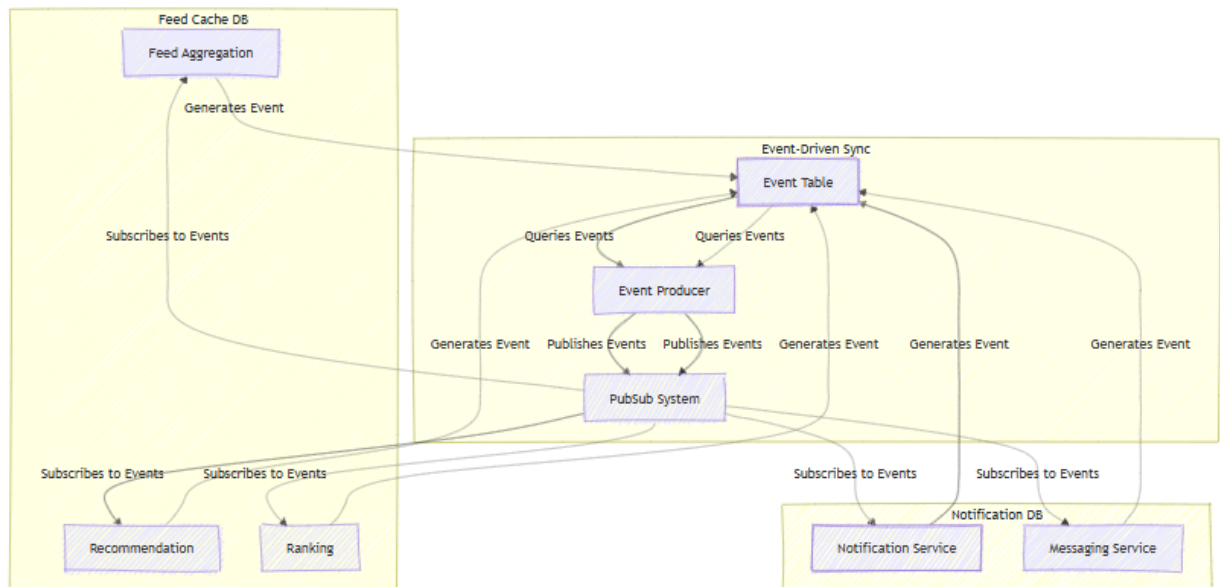 Feed Cache DB
Feed Aggregation
Generates Event
Event-Driven Sync
Event Table
Subscribes to Events
Queries Events
Queries Events
Event Producer
Generates Event
Publishes Events
Publishes Events
Generates Event
Generates Event
Generates Event
PubSub System
Subscribes to Events
Subscribes to Events
Subscribes to Events
Subscribes to Events
Notification DB
Recommendation
Ranking
Notification Service
Messaging Service